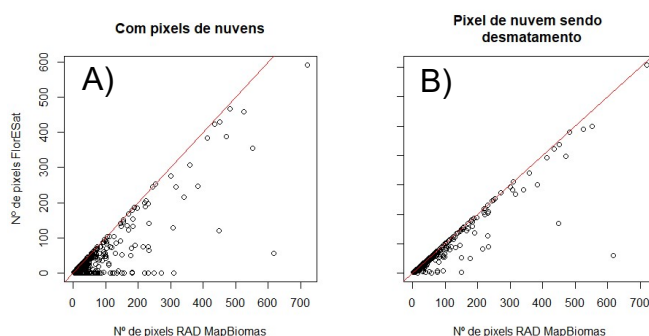 Com pixels de nuvens
A)
Nº de pixels FlorESat
0
100
200
300
400
500
600
0
100
200
300
400
500
600
700
Nº de pixels RAD MapBiomas
Pixel de nuvem sendo
desmatamento
B)
0
100
200
300
400
500
600
700
Nº de pixels RAD MapBiomas